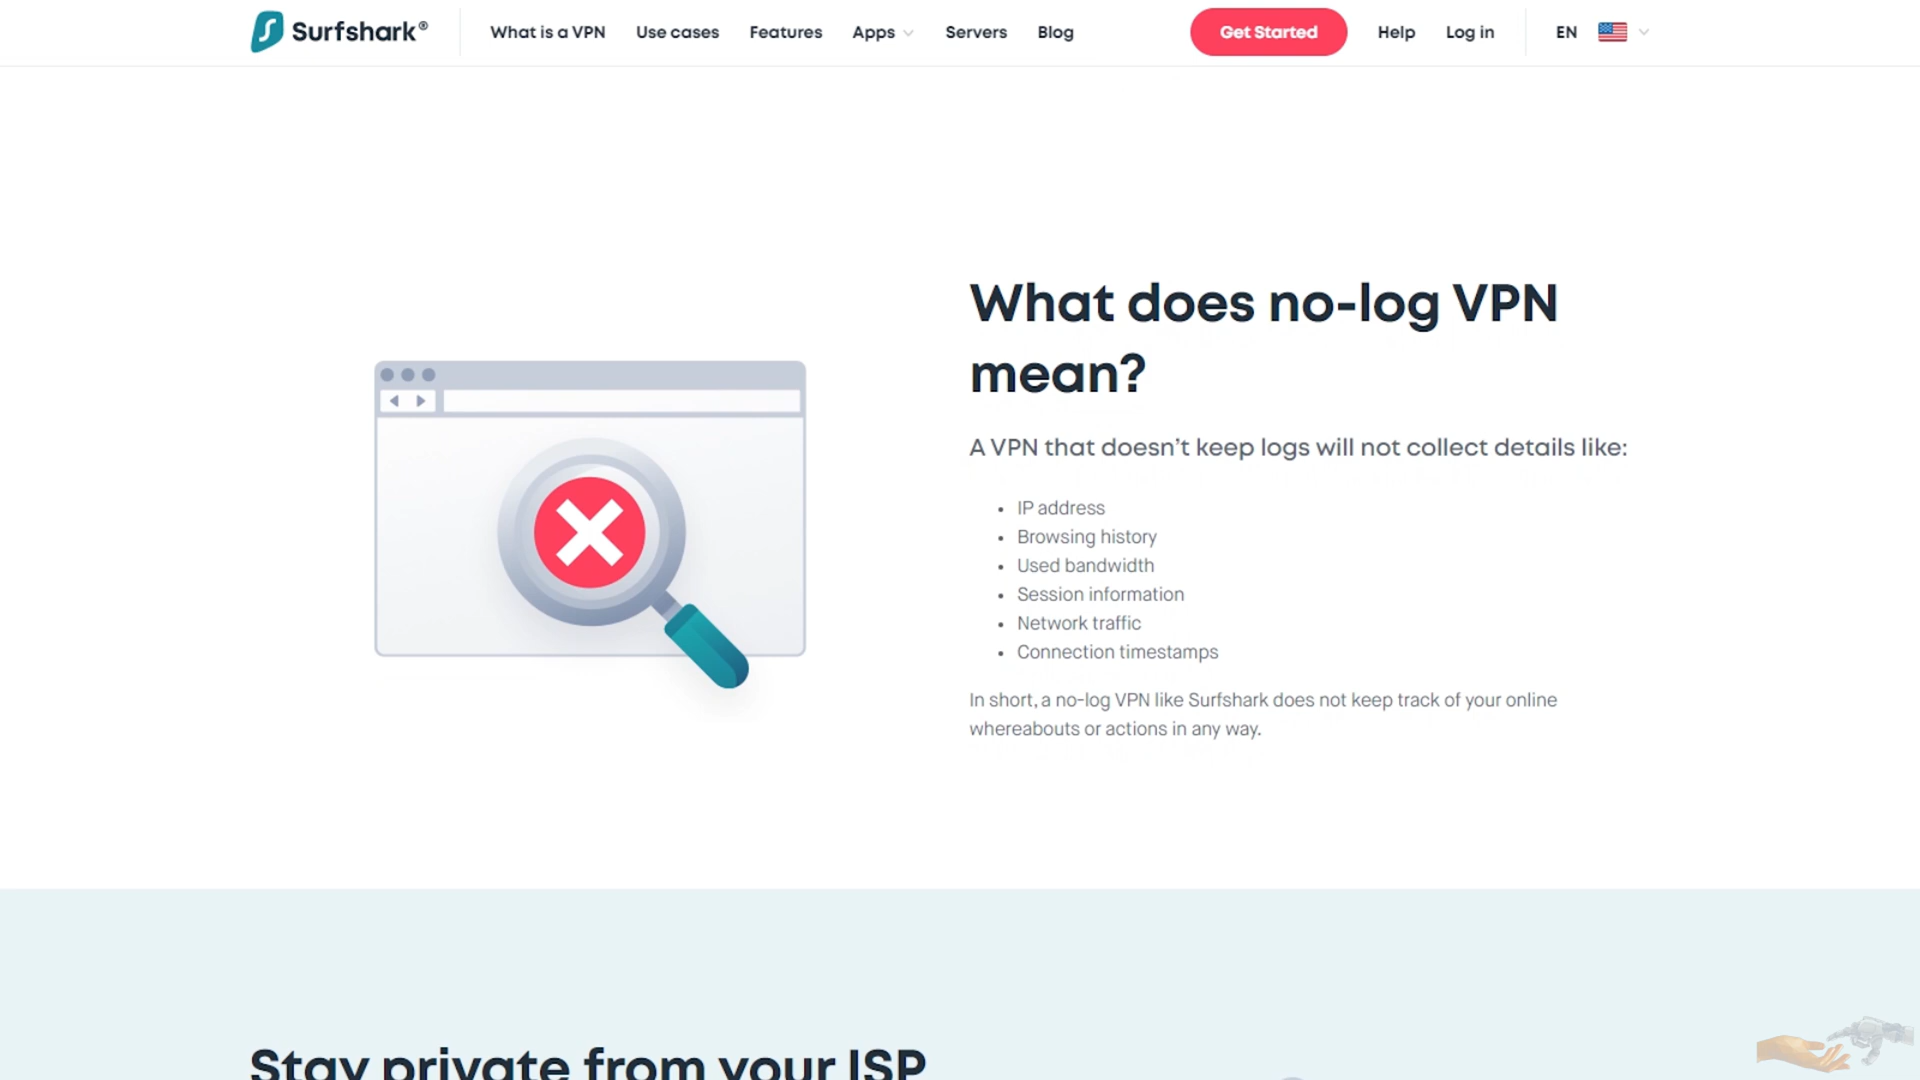 Surfshark®
What is a VPN
Use cases
Features
Apps
Servers
Blog
Get Started
Help
Log in
EN
What does no-log VPN
mean?
A VPN that doesn’t keep logs will not collect details like:
• IP address
• Browsing history
• Used bandwidth
• Session information
• Network traffic
• Connection timestamps
In short, a no-log VPN like Surfshark does not keep track of your online
whereabouts or actions in any way.
Stay private from your ISP